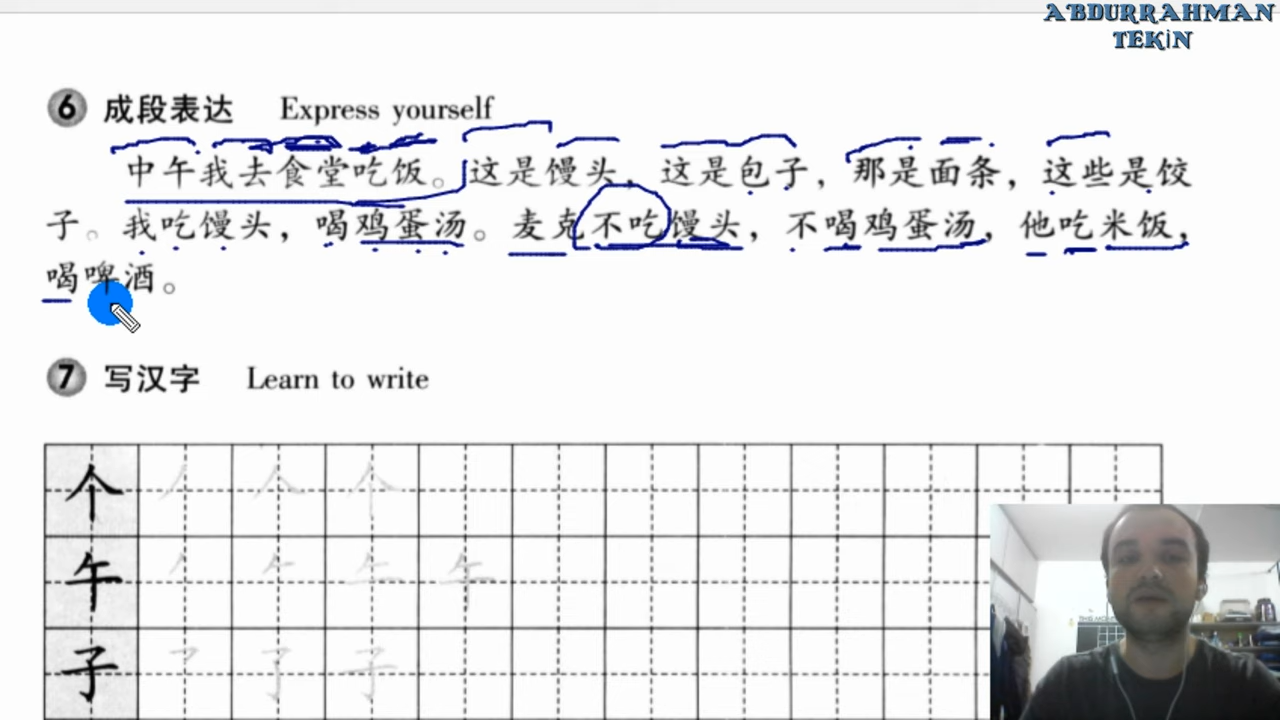 ABDURRAHMAN
TEKİN
6 成段表达 Express yourself
中午我去食堂吃饭。这是馒头，这是包子，那是面条，这些是饺
子。我吃馒头，喝鸡蛋汤。麦克不吃馒头，不喝鸡蛋汤，他吃米饭，
喝啤酒。
7 写汉字 Learn to write
个
午
子